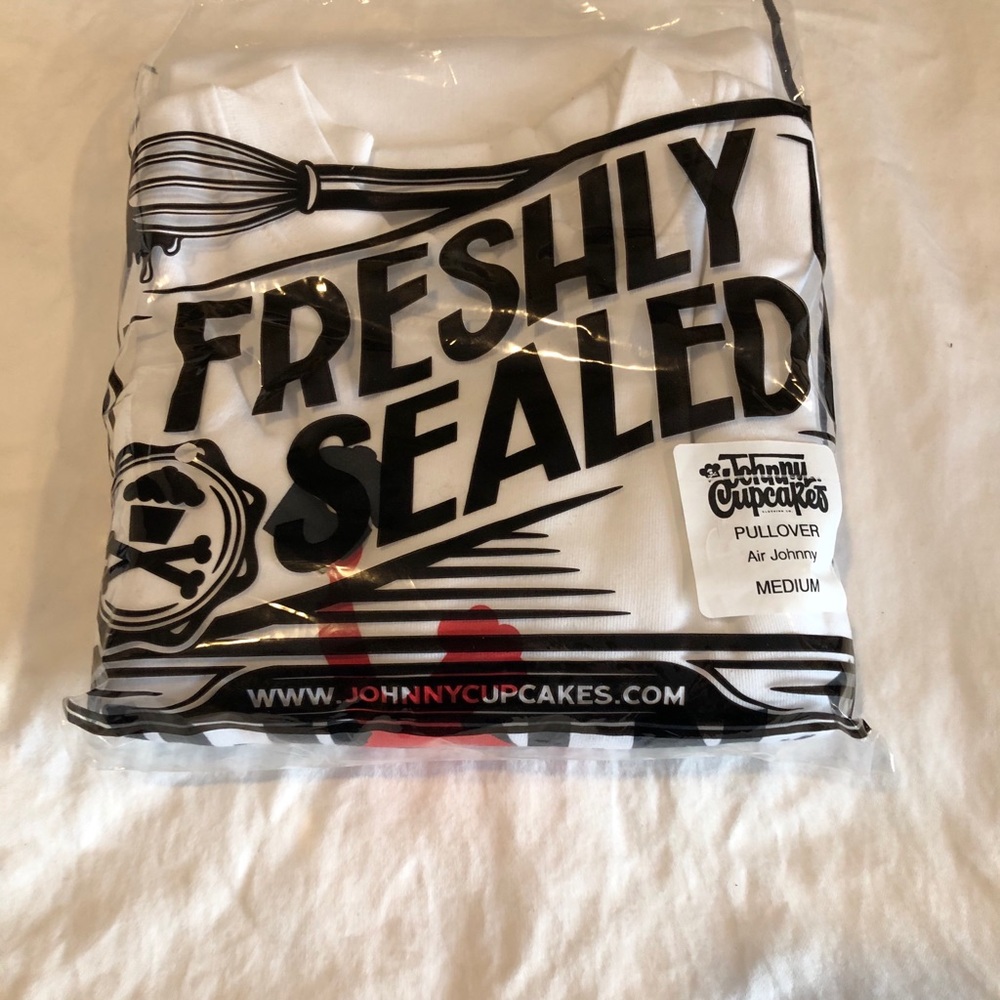 FRESHLY
SEALED
Johnny
Cupcakes
PULLOVER
Air Johnny
MEDIUM
WWW.JOHNNYCUPCAKES.COM